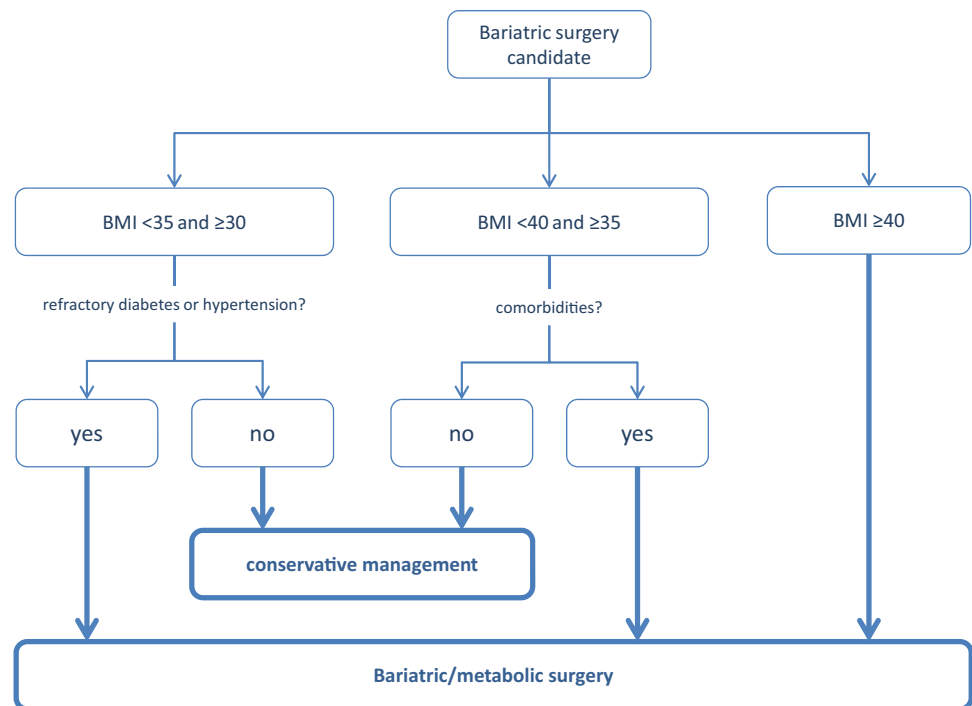 Bariatric surgery
candidate
BMI <35 and ≥30
BMI <40 and ≥35
BMI ≥40
refractory diabetes or hypertension?
comorbidities?
yes
no
no
yes
conservative management
Bariatric/metabolic surgery